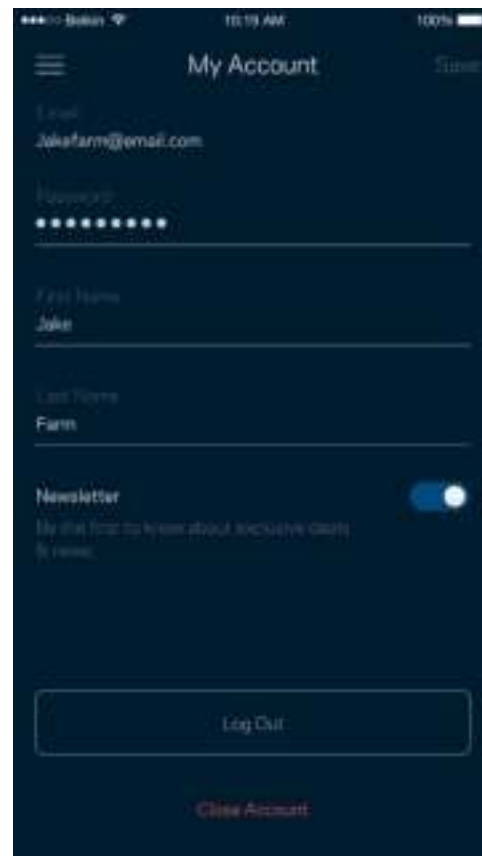 10:19 AM
100%
My Account
Save
Email
Jakefarm@email.com
Password
First Name
Jake
Last Name
Farm
Newsletter
Be the first to know about exclusive deals
& news.
Log Out
Close Account